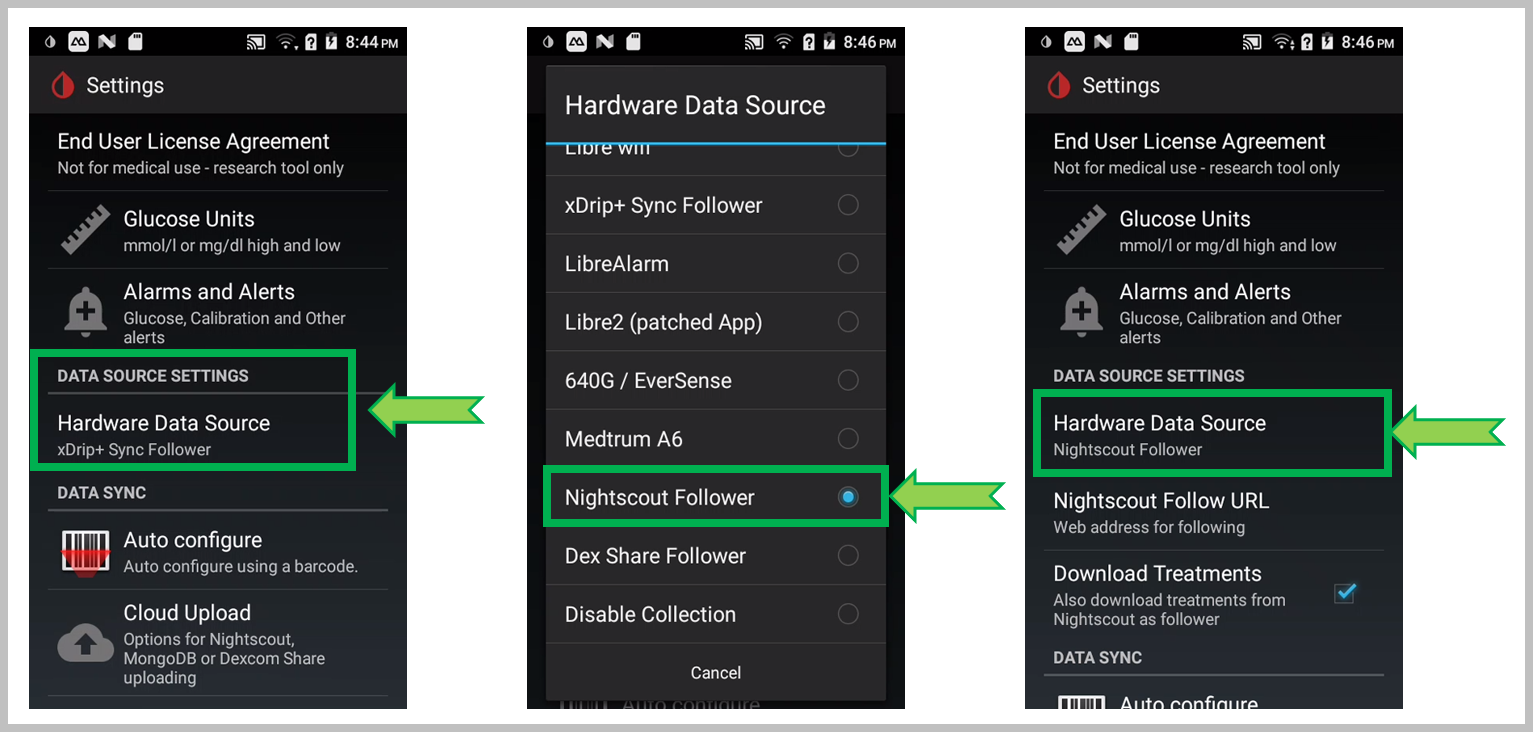 8:44 PM
Settings
End User License Agreement
Not for medical use - research tool only
Glucose Units
mmol/l or mg/dl high and low
Alarms and Alerts
Glucose, Calibration and Other
alerts
DATA SOURCE SETTINGS
Hardware Data Source
xDrip+ Sync Follower
DATA SYNC
Auto configure
Auto configure using a barcode.
Cloud Upload
Options for Nightscout,
MongoDB or Dexcom Share
uploading
8:46 PM
Hardware Data Source
Libre wifi
xDrip+ Sync Follower
LibreAlarm
Libre2 (patched App)
640G / EverSense
Medtrum A6
Nightscout Follower
Dex Share Follower
Disable Collection
Cancel
Auto configure
8:46 PM
Settings
End User License Agreement
Not for medical use - research tool only
Glucose Units
mmol/l or mg/dl high and low
Alarms and Alerts
Glucose, Calibration and Other
alerts
DATA SOURCE SETTINGS
Hardware Data Source
Nightscout Follower
Nightscout Follow URL
Web address for following
Download Treatments
Also download treatments from
Nightscout as follower
DATA SYNC
Auto configure